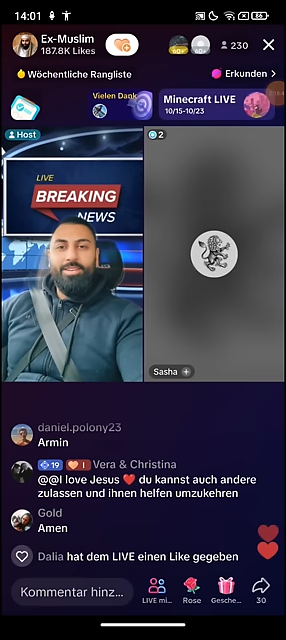 14:01
86
Ex-Muslim
187.8K Likes
60+
60+
230
Wöchentliche Rangliste
Erkunden >
Vielen Dank
Minecraft LIVE
10/15-10/23
Host
2
LIVE
BREAKING
NEWS
Sasha +
daniel.polony23
Armin
19
1
Vera & Christina
@@I love Jesus ❤️ du kannst auch andere
zulassen und ihnen helfen umzukehren
Gold
Amen
Dalia hat dem LIVE einen Like gegeben
Kommentar hinz...
LIVE mi...
Rose
Gesche...
30